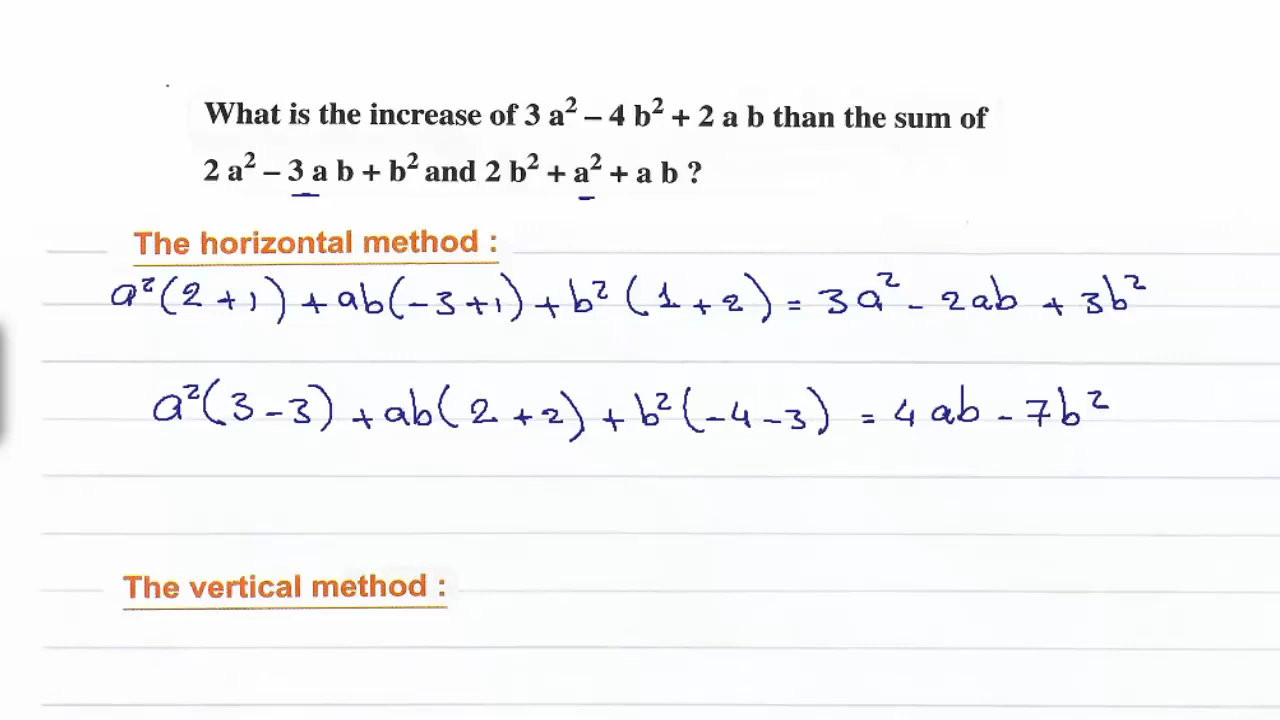 What is the increase of 3 a² – 4 b² + 2 a b than the sum of
2 a² – 3 a b + b² and 2 b² + a² + a b ?
The horizontal method :
a²(2+1) + ab(-3+1) + b²(1+2) = 3a² - 2ab + 3b²
a²(3-3) + ab(2+2) + b²(-4-3) = 4ab - 7b²
The vertical method :